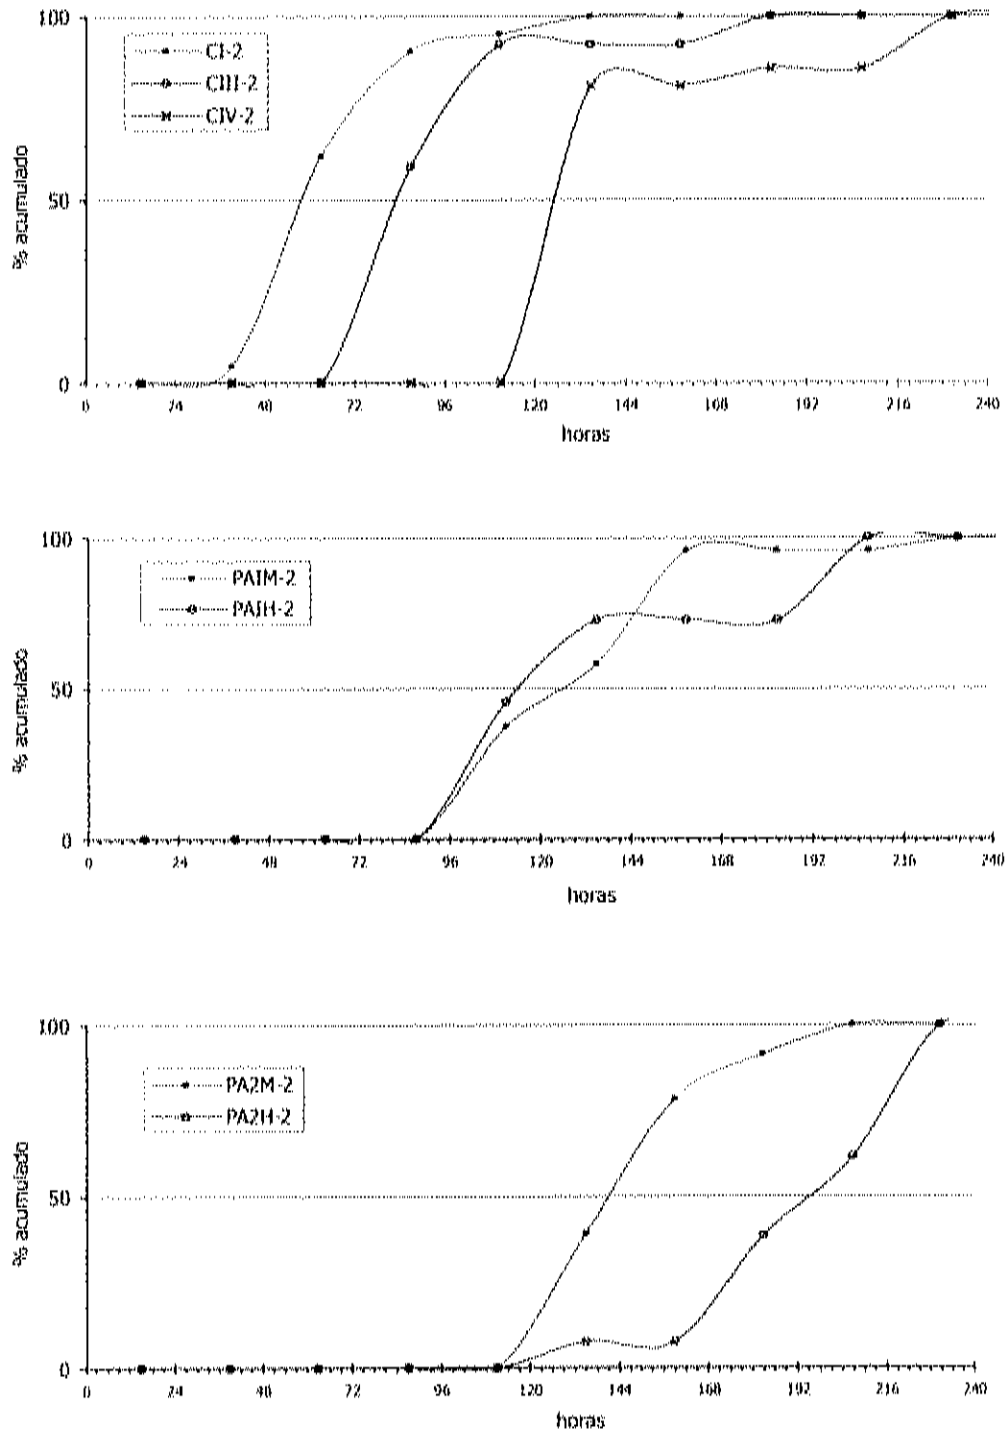 100
CI-2
CIII-2
CIV-2
% acumulado
50
0
0 24 48 72 96 120 144 168 192 216 240
horas
100
PAIM-2
PAIH-2
% acumulado
50
0
0 24 48 72 96 120 144 168 192 216 240
horas
100
PA2M-2
PA2H-2
% acumulado
50
0
0 24 48 72 96 120 144 168 192 216 240
horas